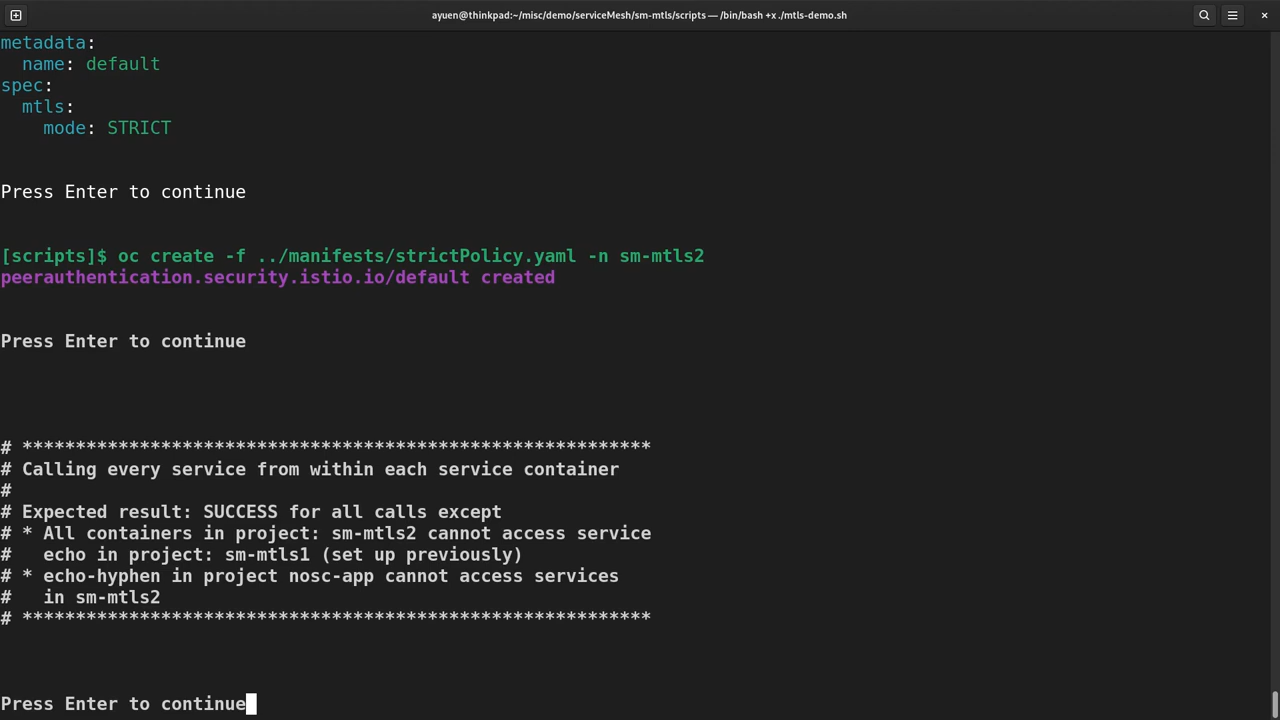 ayuen@thinkpad:~/misc/demo/serviceMesh/sm-mtls/scripts — /bin/bash +x ./mtls-demo.sh
metadata:
  name: default
spec:
  mtls:
    mode: STRICT
Press Enter to continue
[scripts]$ oc create -f ../manifests/strictPolicy.yaml -n sm-mtls2
peerauthentication.security.istio.io/default created
Press Enter to continue
# ***********************************************************
# Calling every service from within each service container
#
# Expected result: SUCCESS for all calls except
# * All containers in project: sm-mtls2 cannot access service
#   echo in project: sm-mtls1 (set up previously)
# * echo-hyphen in project nosc-app cannot access services
#   in sm-mtls2
# ***********************************************************
Press Enter to continue